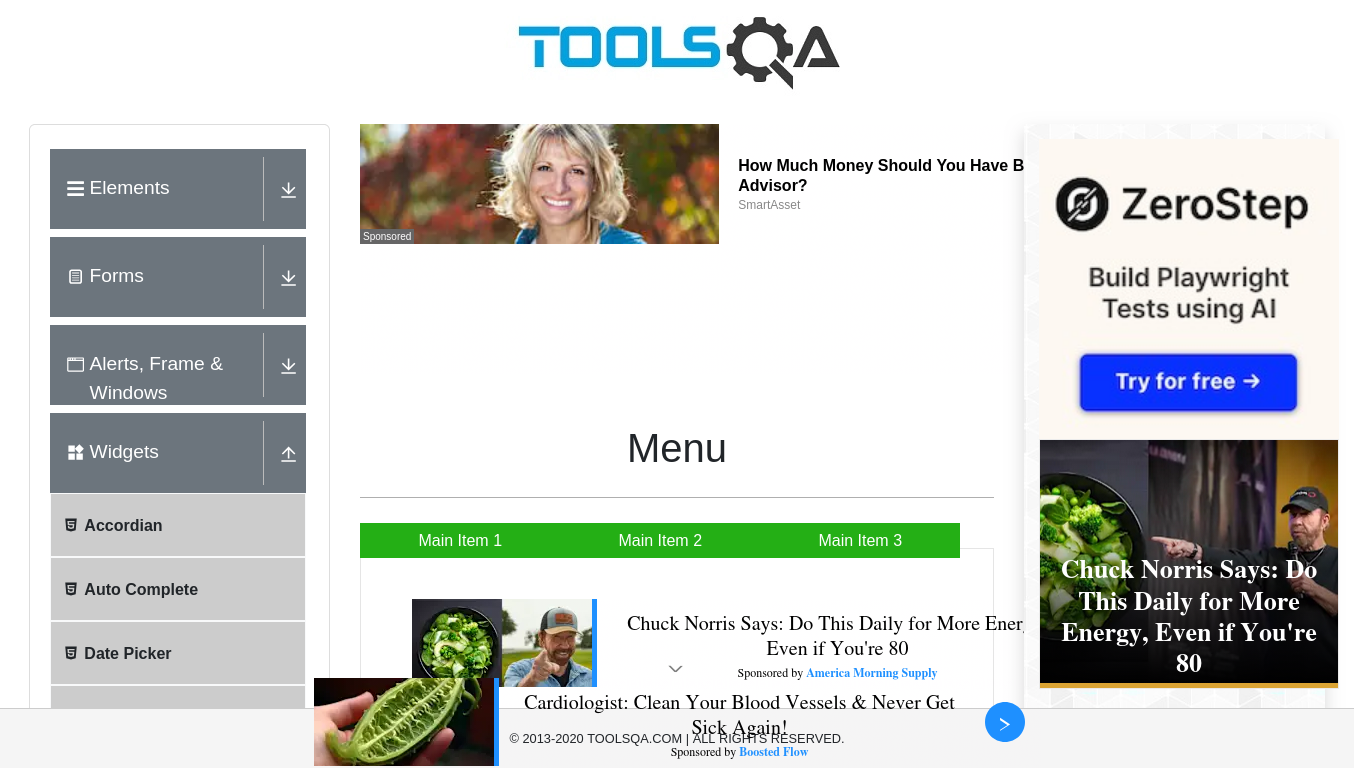 TOOLSQA
Elements
Forms
Alerts, Frame &
Windows
Widgets
Accordian
Auto Complete
Date Picker
Sponsored
How Much Money Should You Have B
Advisor?
SmartAsset
Menu
Main Item 1
Main Item 2
Main Item 3
Chuck Norris Says: Do This Daily for More Ener
Even if You're 80
Sponsored by America Morning Supply
Cardiologist: Clean Your Blood Vessels & Never Get
Sick Again!
Sponsored by Boosted Flow
© 2013-2020 TOOLSQA.COM | ALL RIGHTS RESERVED.
ZeroStep
Build Playwright
Tests using AI
Try for free →
Chuck Norris Says: Do
This Daily for More
Energy, Even if You're
80